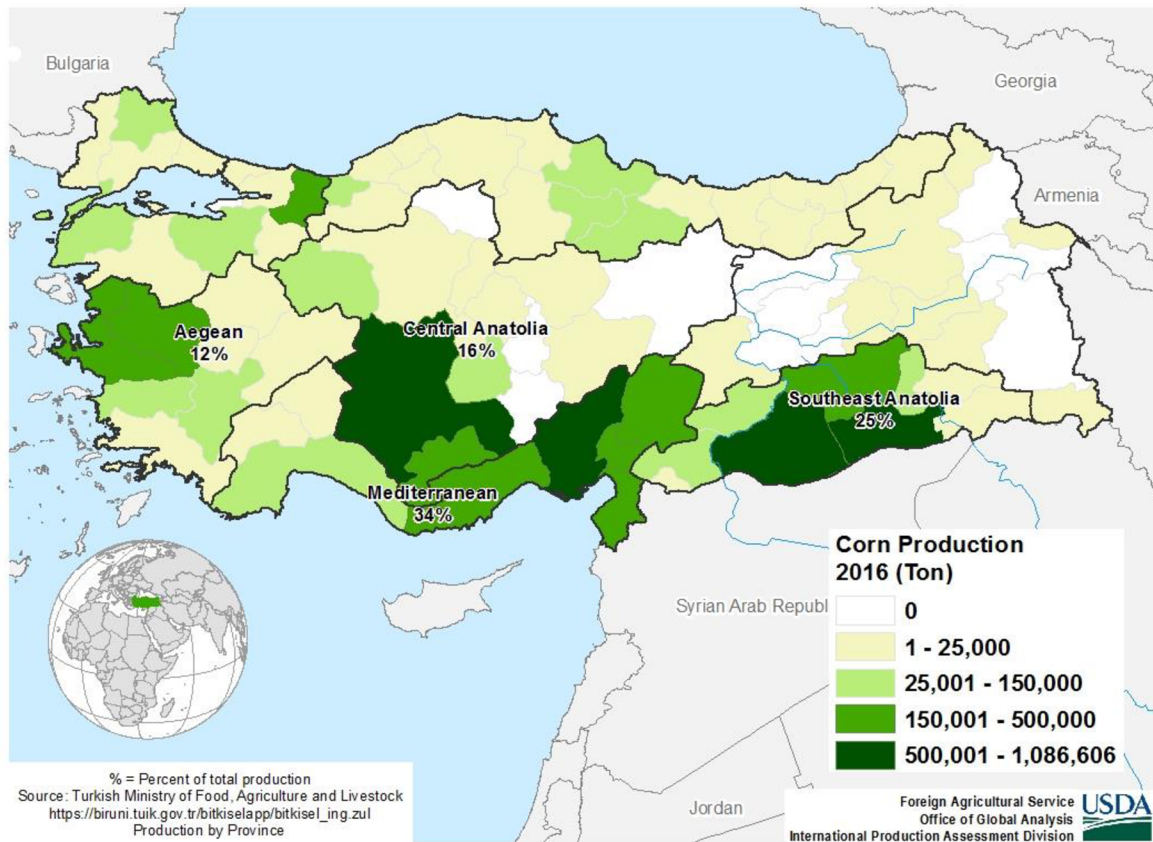 Bulgaria
Georgia
Armenia
Aegean
12%
Central Anatolia
16%
Southeast Anatolia
25%
Mediterranean
34%
Syrian Arab Republ
Jordan
Corn Production
2016 (Ton)
0
1 - 25,000
25,001 - 150,000
150,001 - 500,000
500,001 - 1,086,606
% = Percent of total production
Source: Turkish Ministry of Food, Agriculture and Livestock
https://biruni.tuik.gov.tr/bitkiselapp/bitkisel_ing.zul
Production by Province
Foreign Agricultural Service
Office of Global Analysis
International Production Assessment Division
USDA